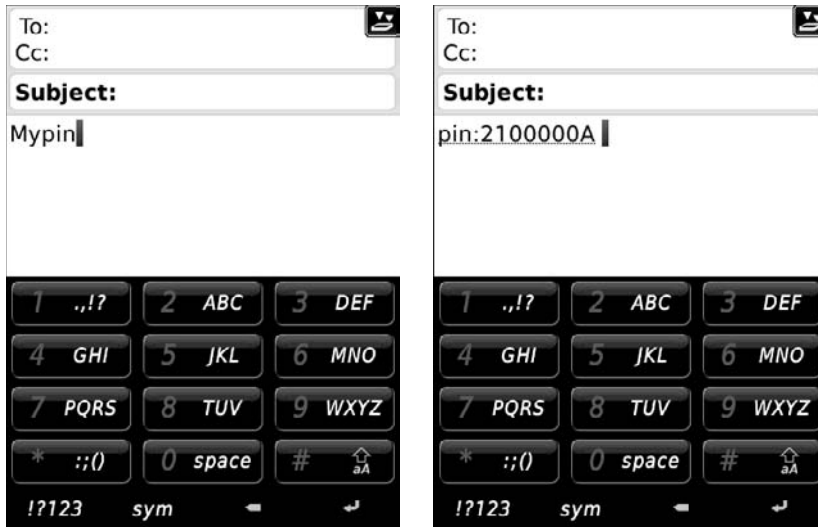 To:
Cc:
Subject:
Mypin
1 .,!? 2 ABC 3 DEF
4 GHI 5 JKL 6 MNO
7 PQRS 8 TUV 9 WXYZ
* :;() 0 space # aA
!?123 sym
To:
Cc:
Subject:
pin:2100000A
1 .,!? 2 ABC 3 DEF
4 GHI 5 JKL 6 MNO
7 PQRS 8 TUV 9 WXYZ
* :;() 0 space # aA
!?123 sym